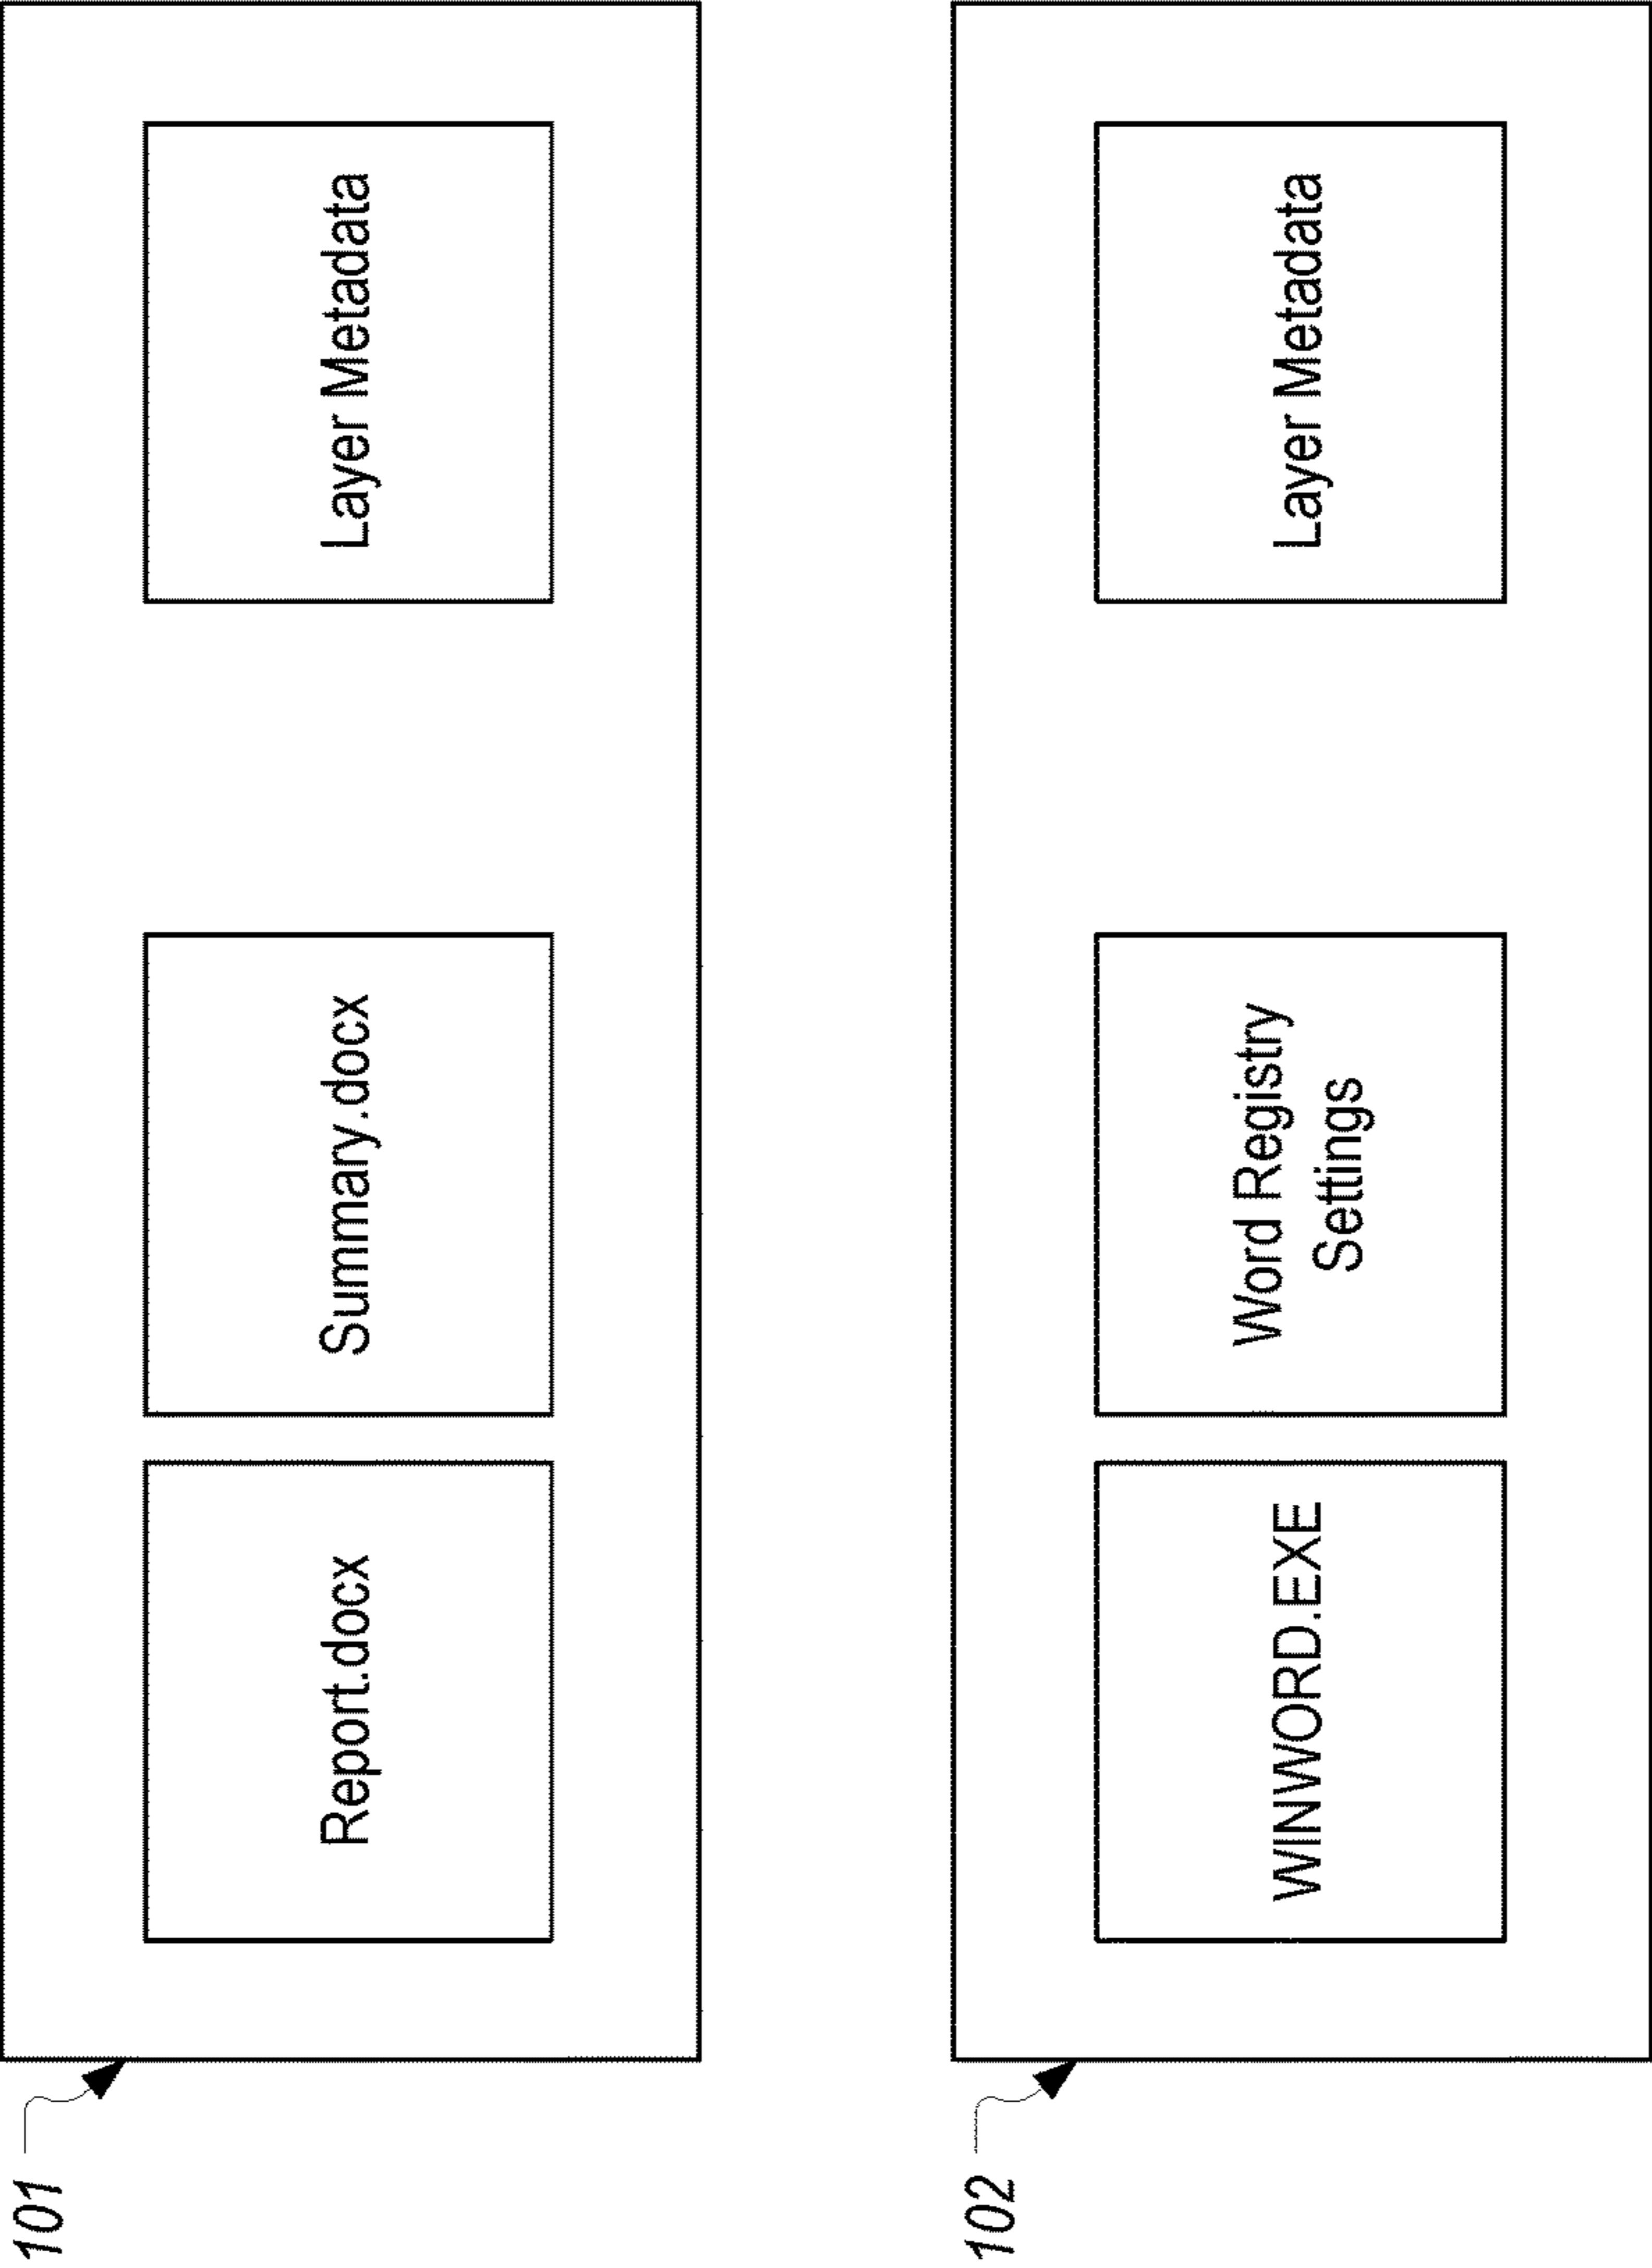 101
Report.docx
Summary.docx
Layer Metadata
102
WINWORD.EXE
Word Registry
Settings
Layer Metadata